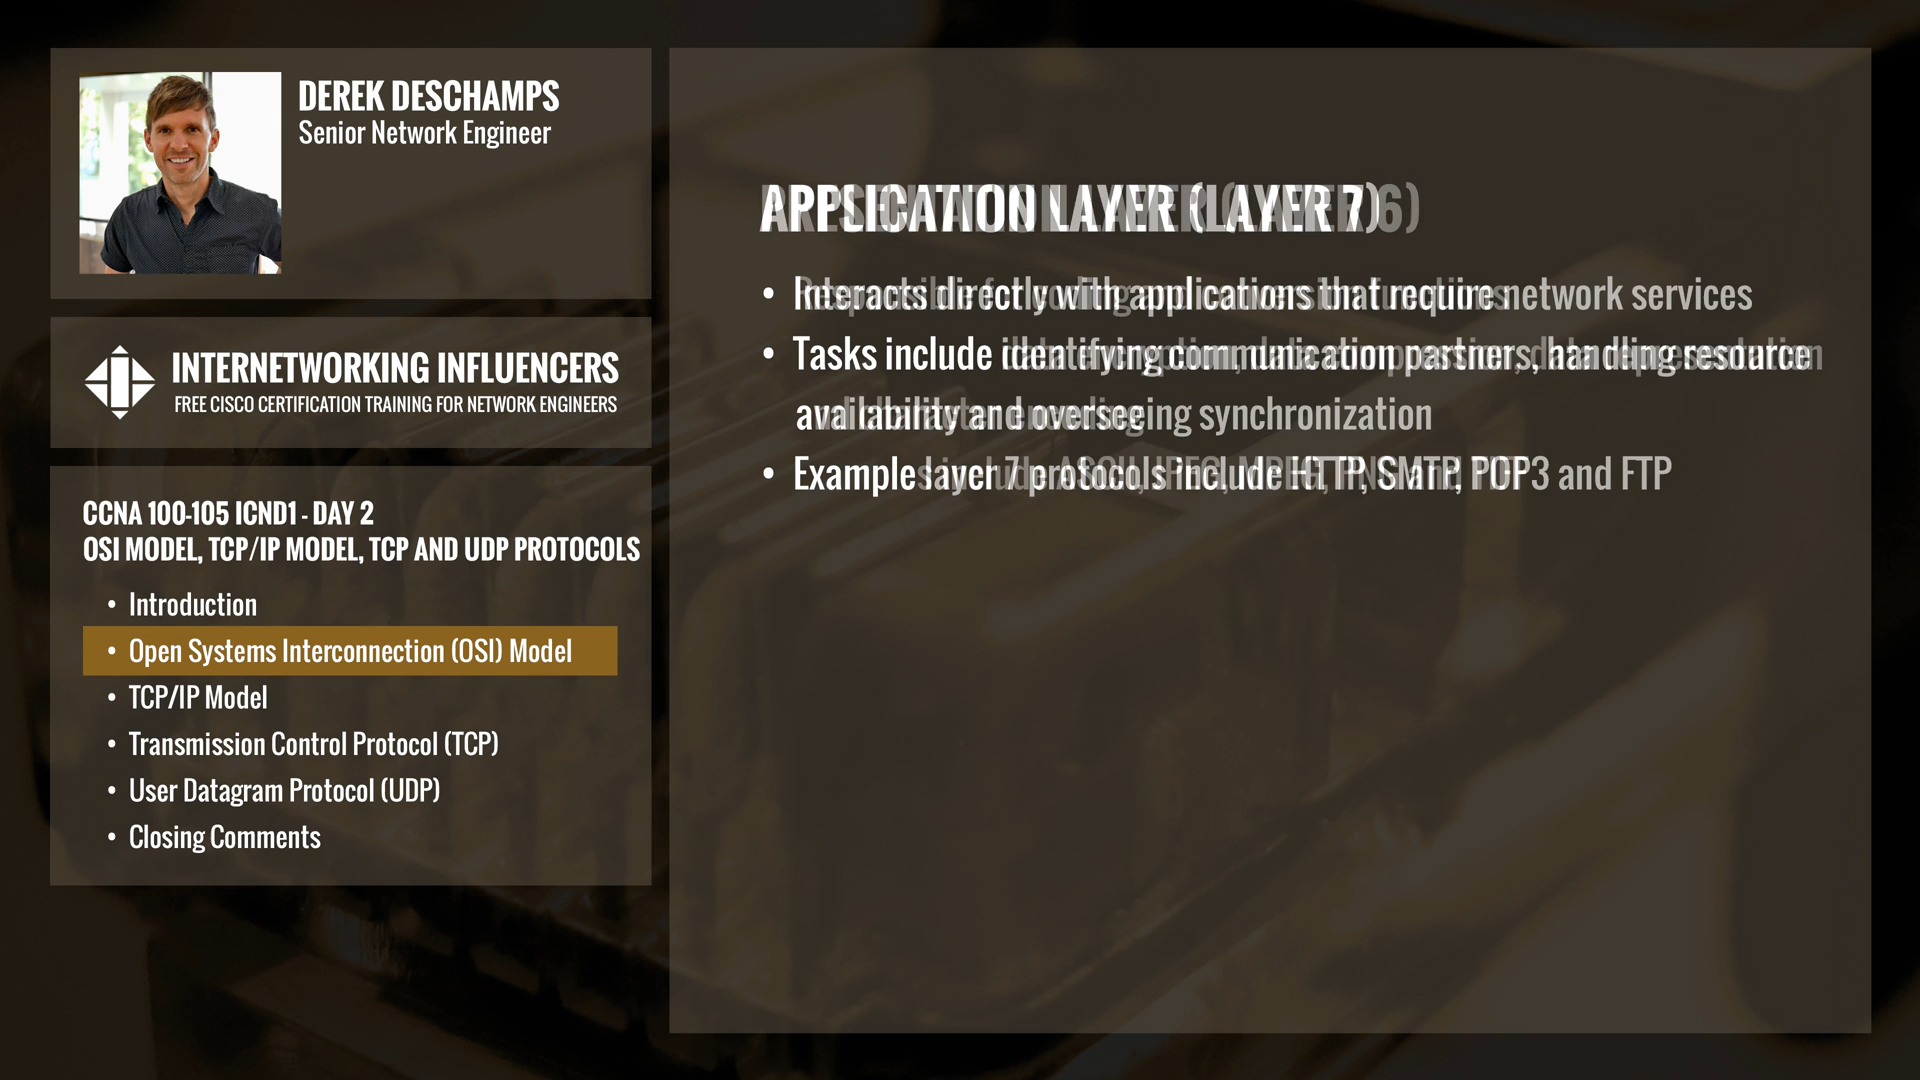 DEREK DESCHAMPS
Senior Network Engineer
INTERNETWORKING INFLUENCERS
FREE CISCO CERTIFICATION TRAINING FOR NETWORK ENGINEERS
CCNA 100-105 ICND1 - DAY 2
OSI MODEL, TCP/IP MODEL, TCP AND UDP PROTOCOLS
• Introduction
• Open Systems Interconnection (OSI) Model
• TCP/IP Model
• Transmission Control Protocol (TCP)
• User Datagram Protocol (UDP)
• Closing Comments
APPLICATION LAYER (LAYER 7)
• Interacts directly with applications that require network services
• Tasks include identifying communication partners, handling resource
availability and overseeing synchronization
• Example layer 7 protocols include HTTP, SMTP, POP3 and FTP